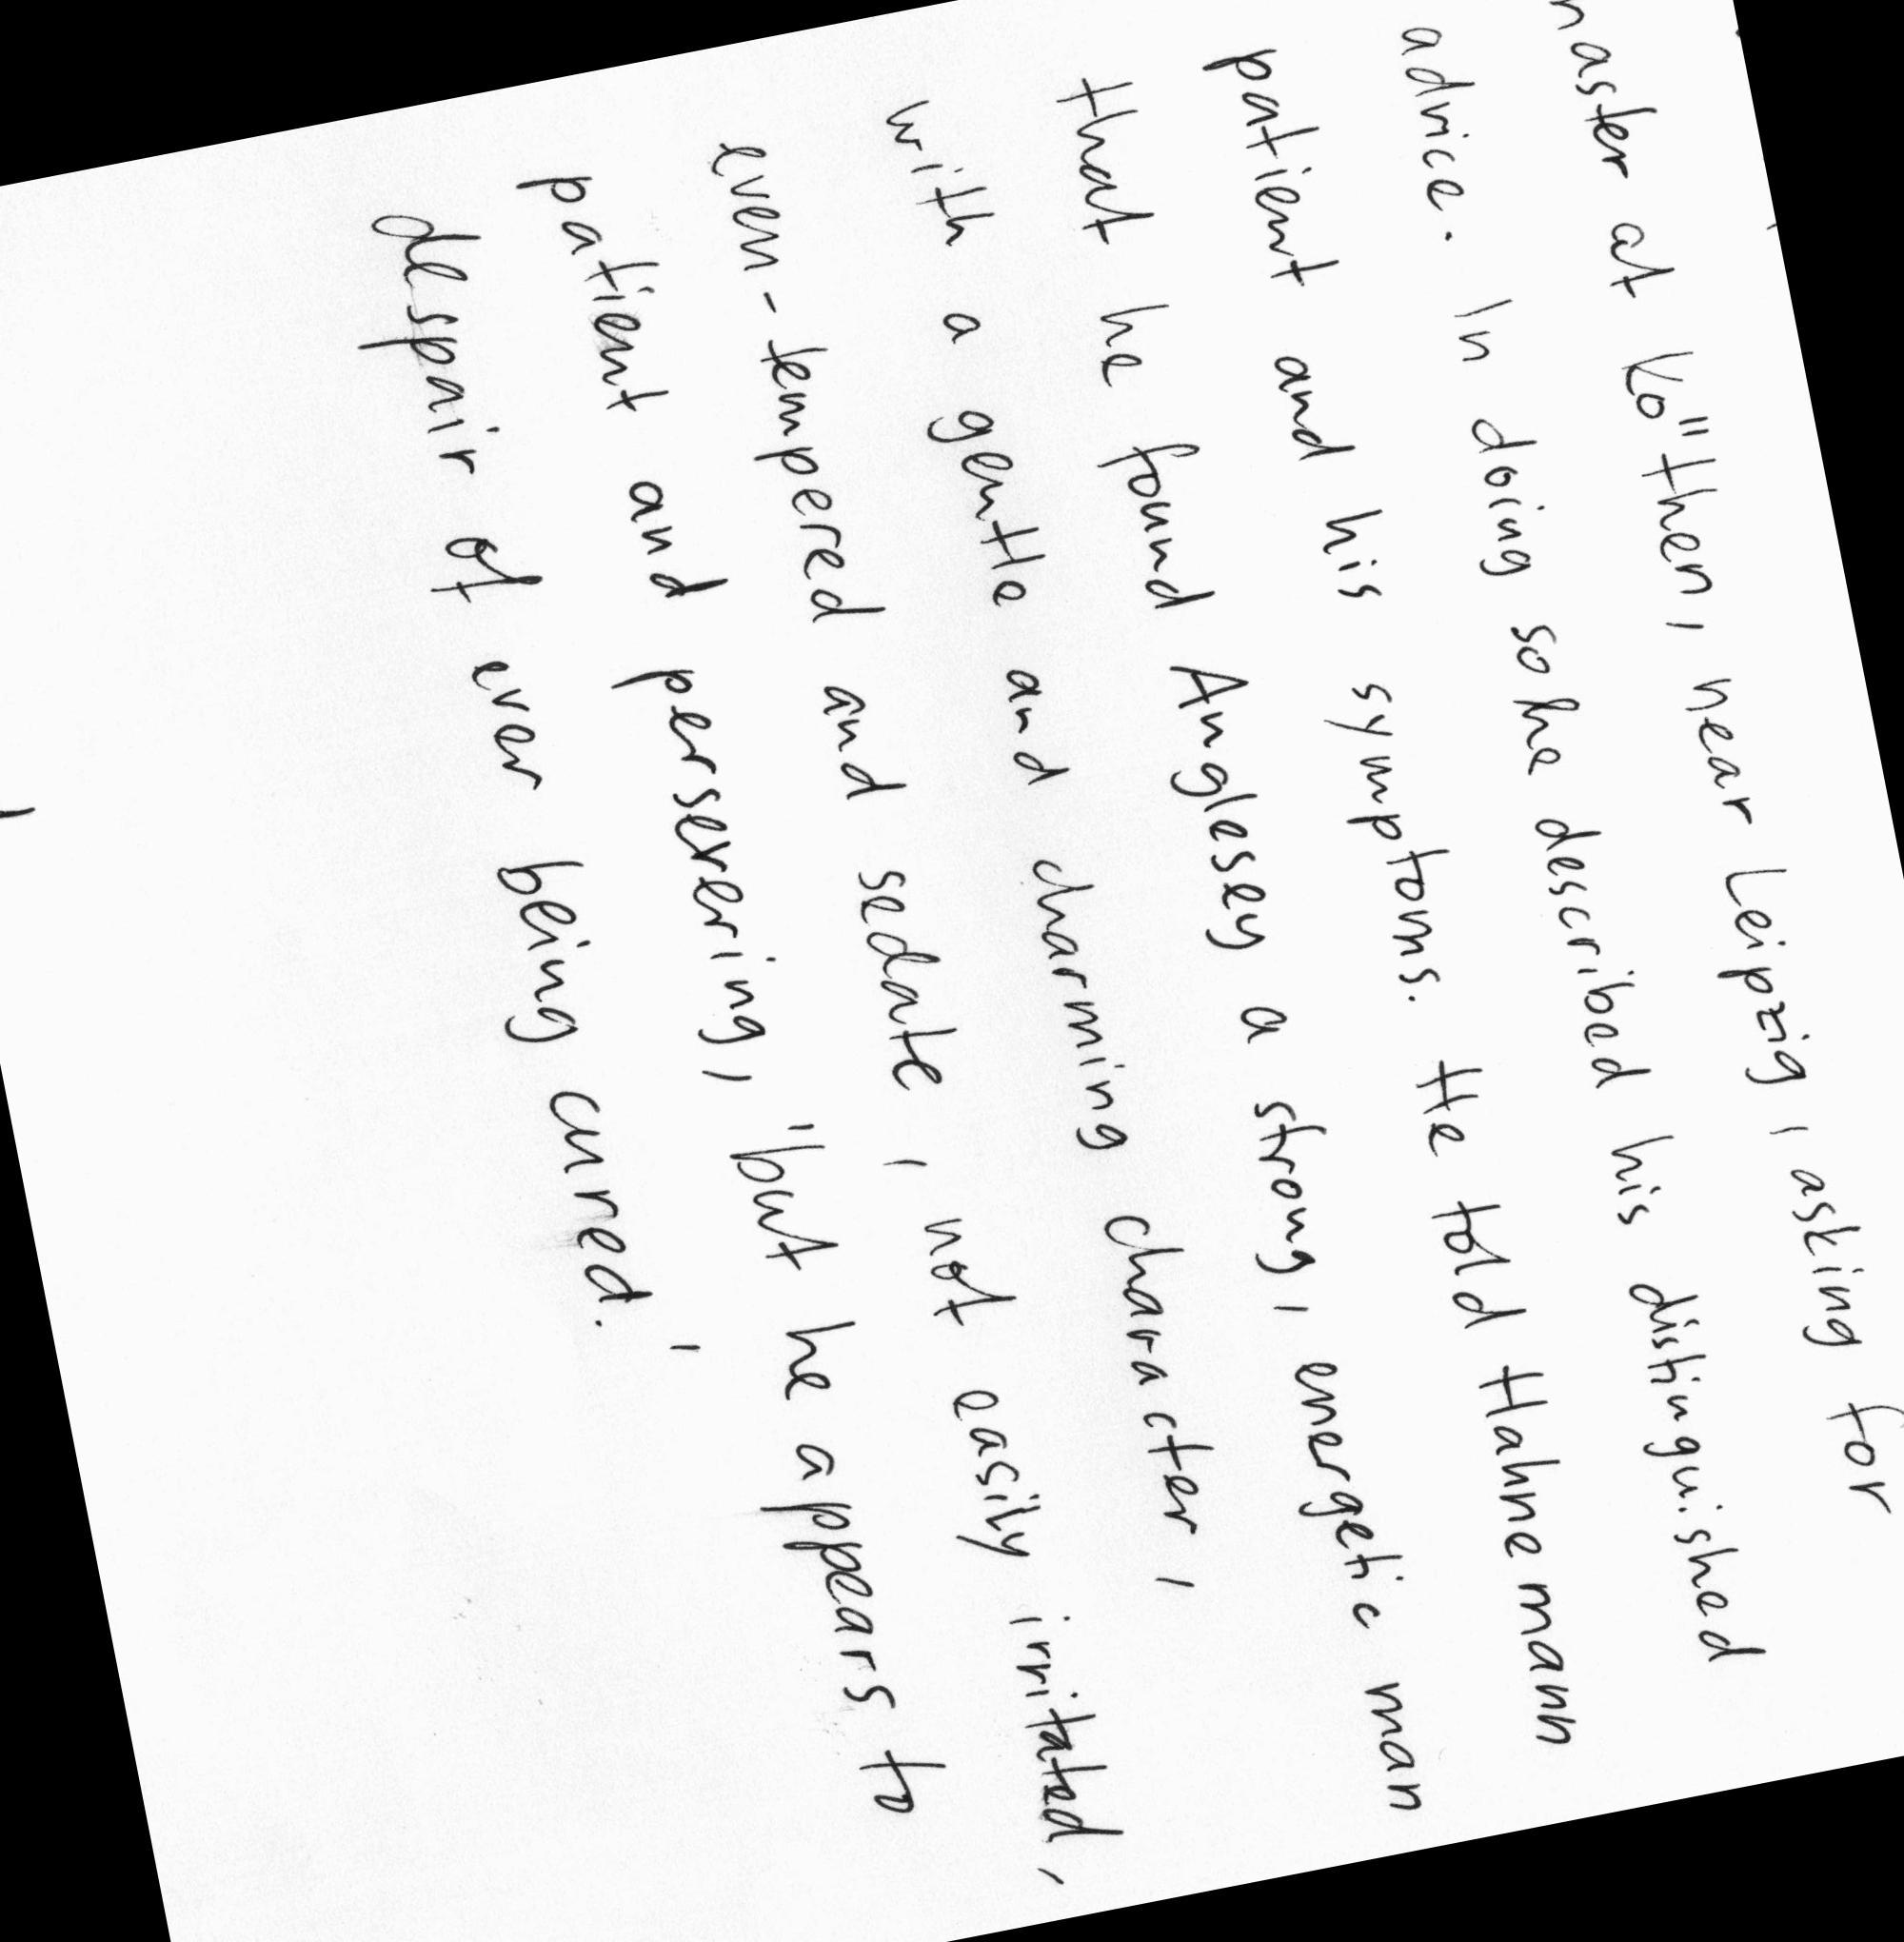 master at Ko"then, near Leipzig, asking for
advice. In doing so he described his distinguished
patient and his symptoms. He told Hahnemann
that he found Anglesey a strong, energetic man
with a gentle and charming character,
even-tempered and sedate, not easily irritated,
patient and persevering, "but he appears to
despair of ever being cured.'